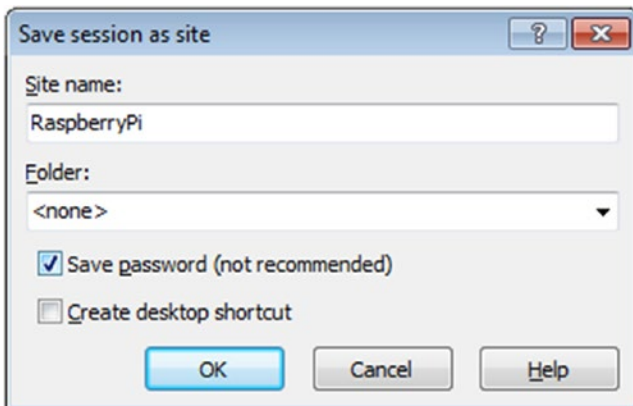 Save session as site
Site name:
RaspberryPi
Folder:
<none>
Save password (not recommended)
Create desktop shortcut
OK Cancel Help